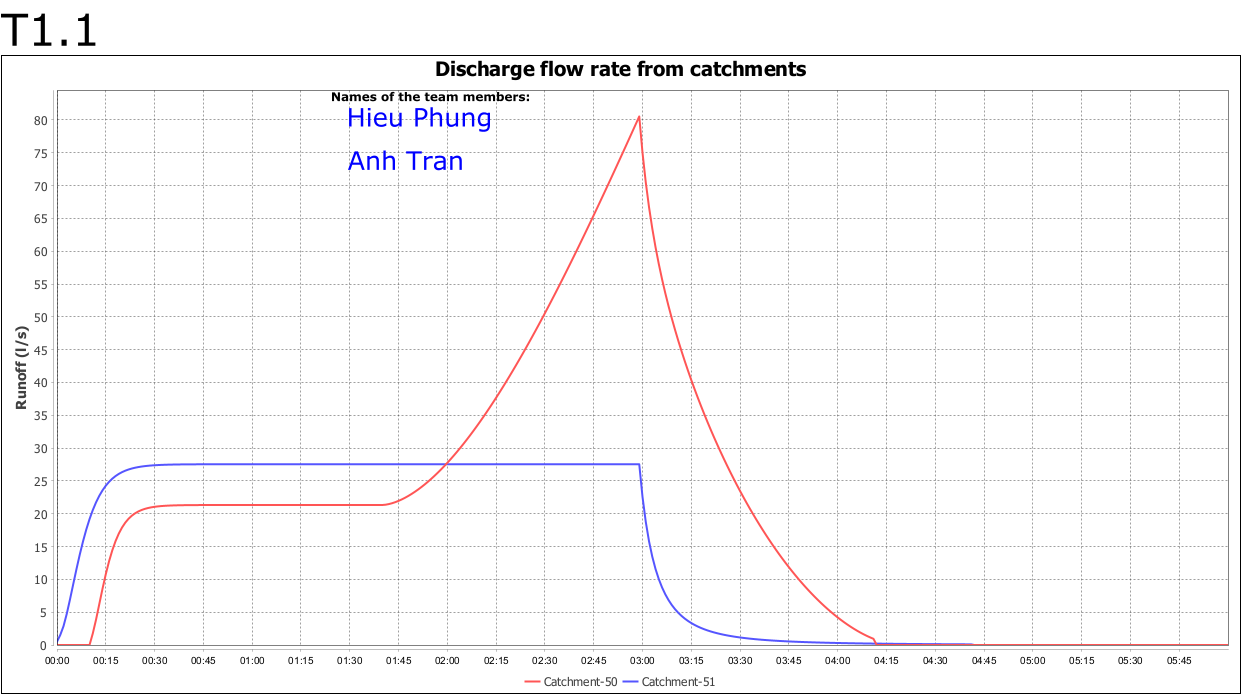 T1.1
Discharge flow rate from catchments
Names of the team members:
Hieu Phung
Anh Tran
80
75
70
65
60
55
50
45
40
35
30
25
20
15
10
5
0
Runoff (l/s)
00:00 00:15 00:30 00:45 01:00 01:15 01:30 01:45 02:00 02:15 02:30 02:45 03:00 03:15 03:30 03:45 04:00 04:15 04:30 04:45 05:00 05:15 05:30 05:45
Catchment-50 Catchment-51